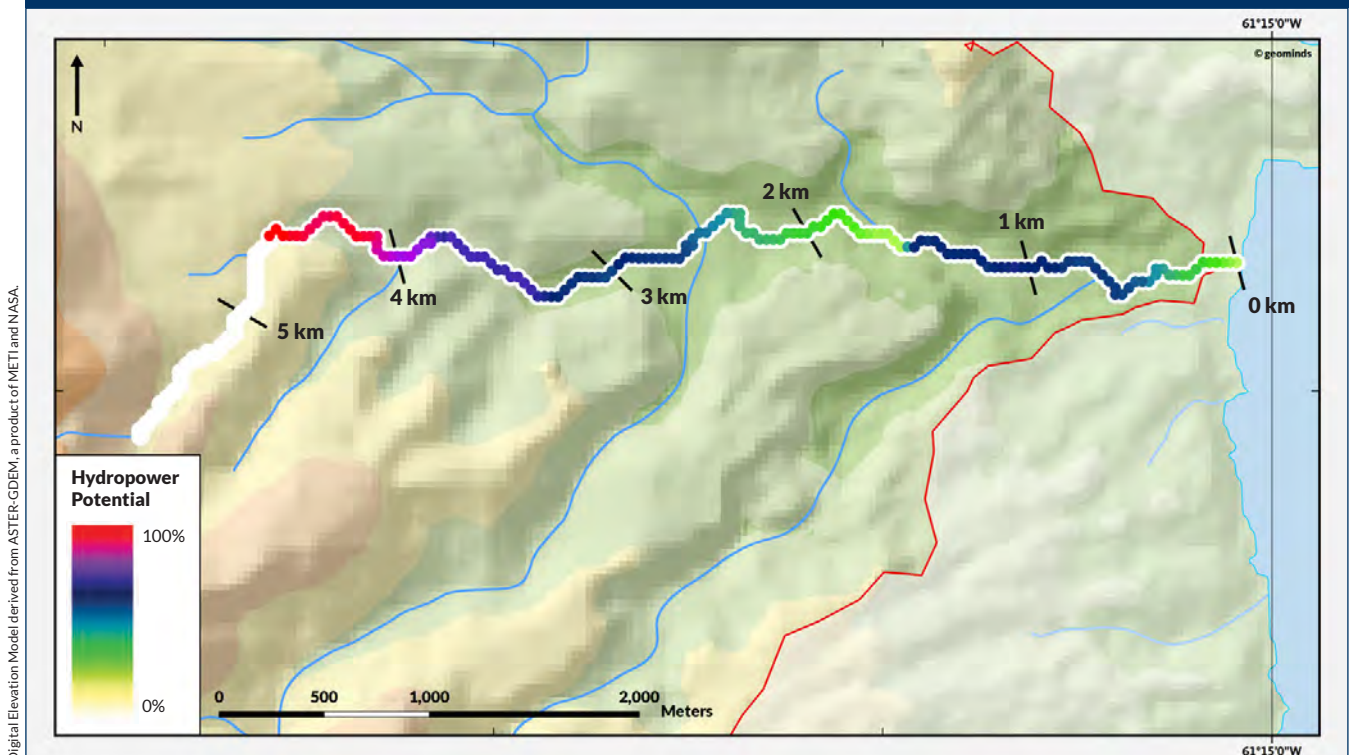 61°15'0"W
© geominds
N
2 km
1 km
0 km
3 km
4 km
5 km
Hydropower
Potential
100%
0%
0 500 1,000 2,000
Meters
61°15'0"W
Digital Elevation Model derived from ASTER-GDEM, a product of METI and NASA.